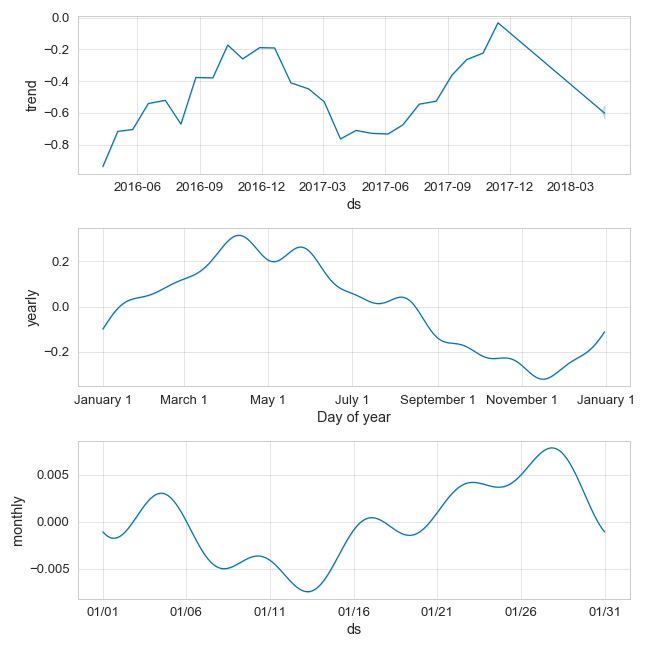 0.0
−0.2
−0.4
−0.6
−0.8
trend
2016-06 2016-09 2016-12 2017-03 2017-06 2017-09 2017-12 2018-03
ds
0.2
0.0
−0.2
yearly
January 1 March 1 May 1 July 1 September 1 November 1 January 1
Day of year
0.005
0.000
−0.005
monthly
01/01 01/06 01/11 01/16 01/21 01/26 01/31
ds